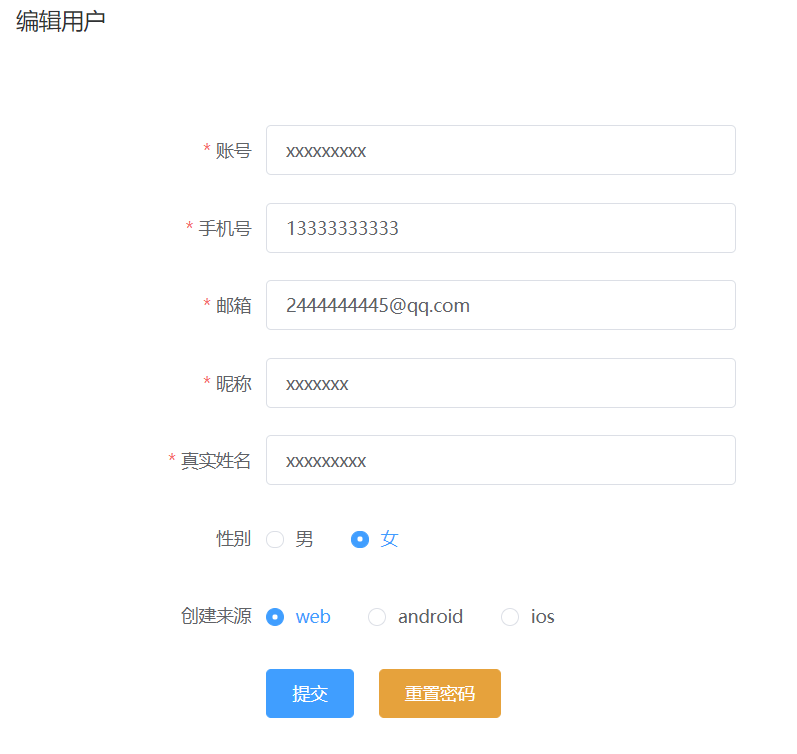 编辑用户
* 账号 xxxxxxxxx
* 手机号 13333333333
* 邮箱 2444444445@qq.com
* 昵称 xxxxxxx
* 真实姓名 xxxxxxxxx
性别 男 女
创建来源 web android ios
提交 重置密码